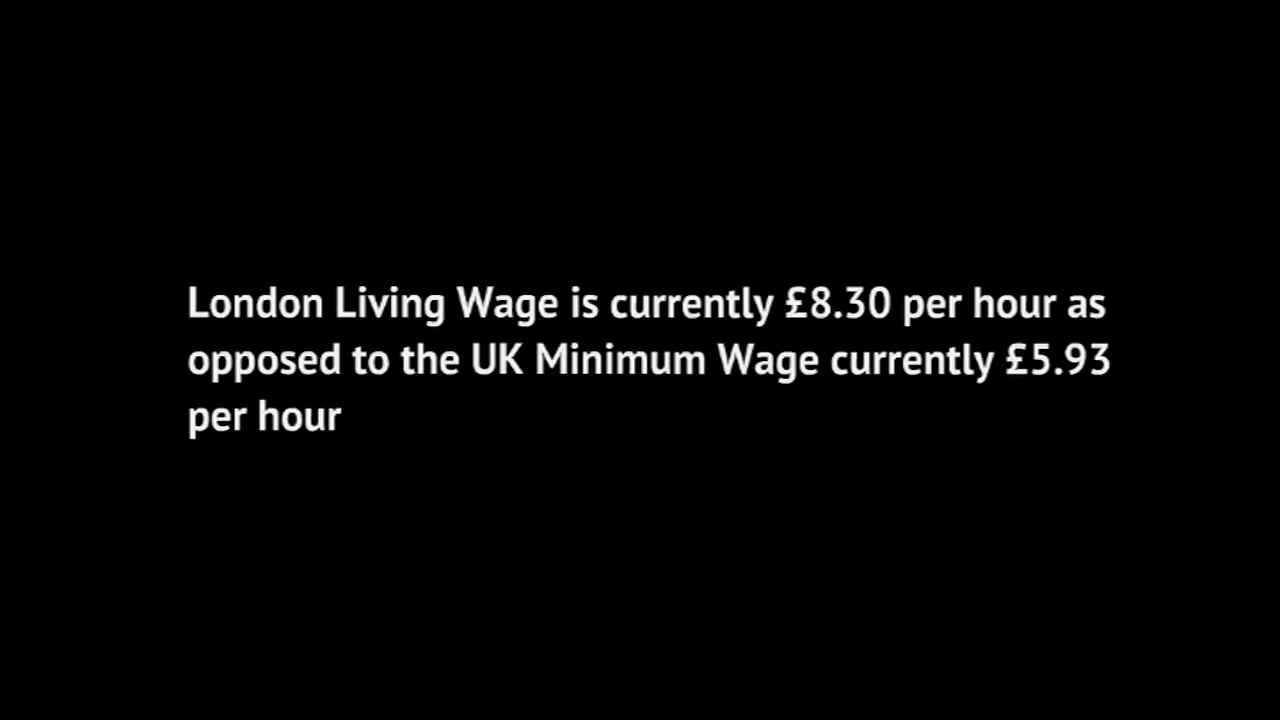 London Living Wage is currently £8.30 per hour as
opposed to the UK Minimum Wage currently £5.93
per hour